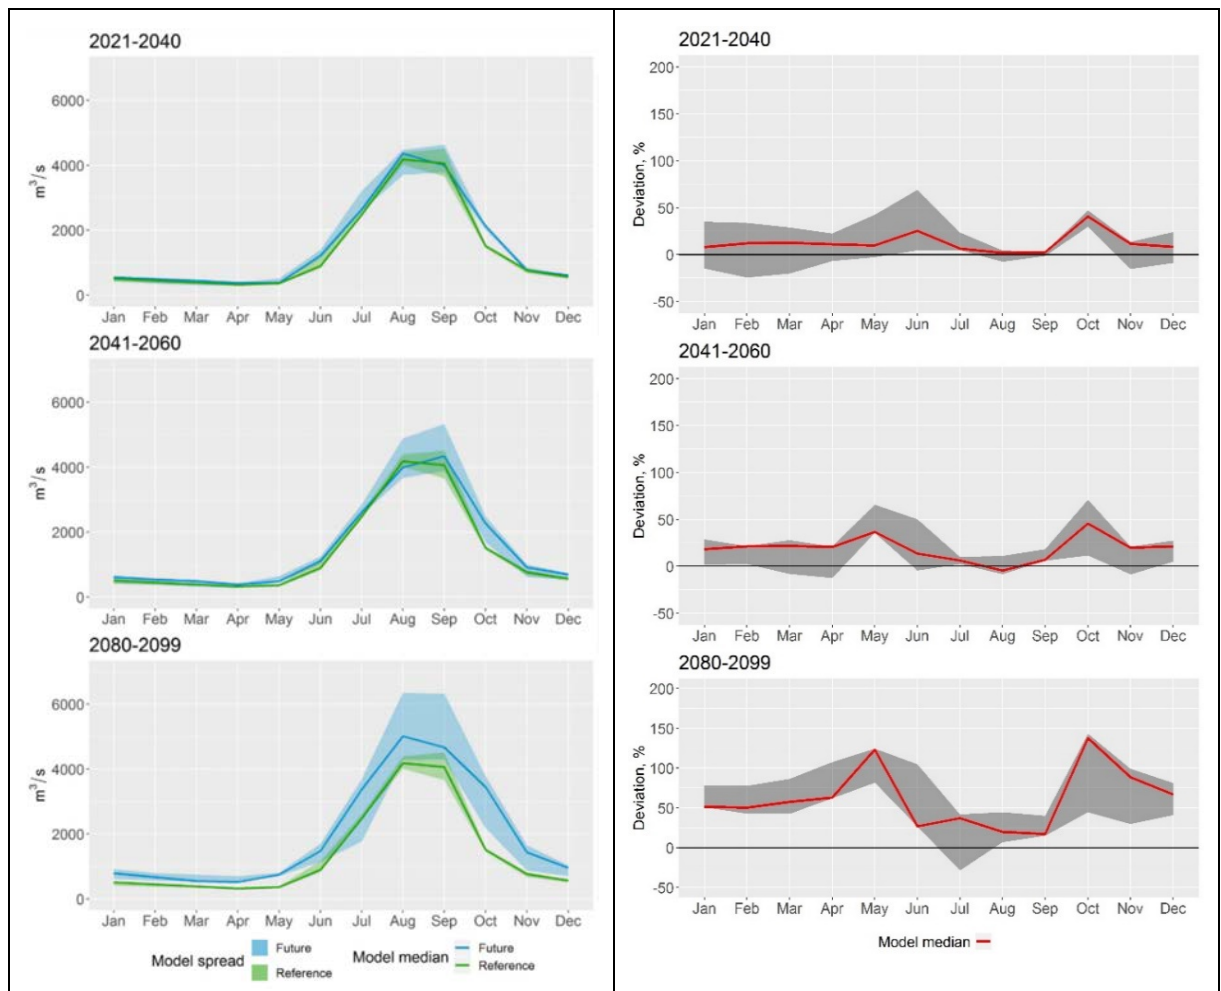 2021-2040
6000
4000
2000
0
m³/s
Jan Feb Mar Apr May Jun Jul Aug Sep Oct Nov Dec
2041-2060
6000
4000
2000
0
m³/s
Jan Feb Mar Apr May Jun Jul Aug Sep Oct Nov Dec
2080-2099
6000
4000
2000
0
m³/s
Jan Feb Mar Apr May Jun Jul Aug Sep Oct Nov Dec
Model spread
Future
Reference
Model median
Future
Reference
2021-2040
200
150
100
50
0
-50
Deviation, %
Jan Feb Mar Apr May Jun Jul Aug Sep Oct Nov Dec
2041-2060
200
150
100
50
0
-50
Deviation, %
Jan Feb Mar Apr May Jun Jul Aug Sep Oct Nov Dec
2080-2099
200
150
100
50
0
-50
Deviation, %
Jan Feb Mar Apr May Jun Jul Aug Sep Oct Nov Dec
Model median